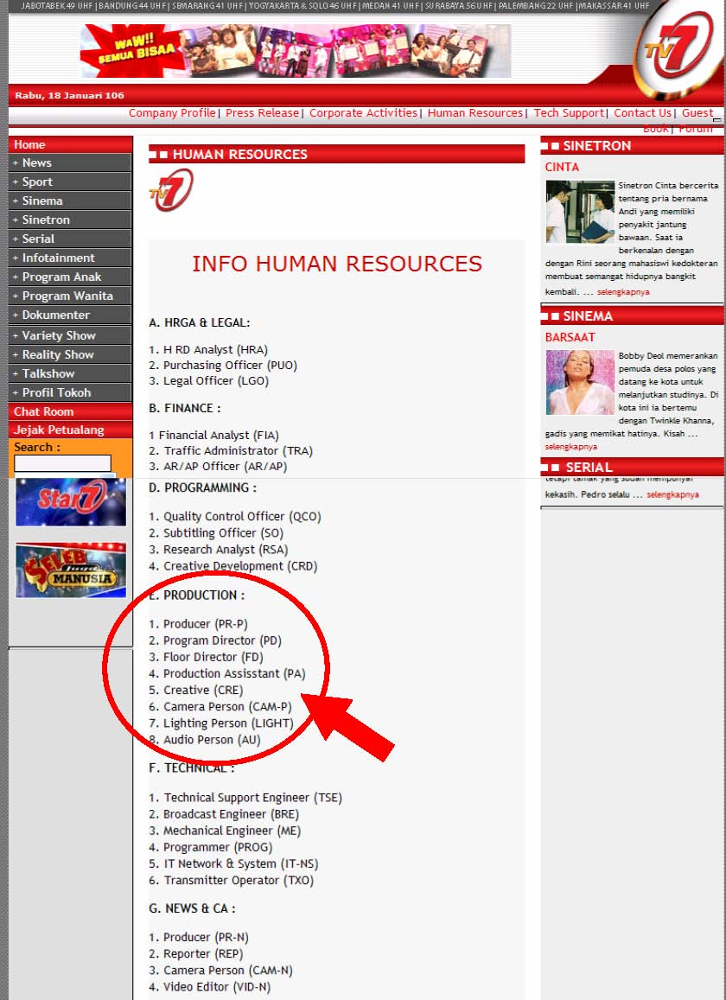 JABOTABEK 49 UHF | BANDUNG 44 UHF | SEMARANG 41 UHF | YOGYAKARTA & SOLO 46 UHF | MEDAN 41 UHF | SURABAYA 56 UHF | PALEMBANG 22 UHF | MAKASSAR 41 UHF
WAW!!
SEMUA BISAA
TV7
Rabu, 18 Januari 106
Company Profile | Press Release | Corporate Activities | Human Resources | Tech Support | Contact Us | Guest
Book | Forum
Home
+ News
+ Sport
+ Sinema
+ Sinetron
+ Serial
+ Infotainment
+ Program Anak
+ Program Wanita
+ Dokumenter
+ Variety Show
+ Reality Show
+ Talkshow
+ Profil Tokoh
Chat Room
Jejak Petualang
Search :
Star7
SELEB
Juga
MANUSIA
HUMAN RESOURCES
TV7
INFO HUMAN RESOURCES
A. HRGA & LEGAL:
1. H RD Analyst (HRA)
2. Purchasing Officer (PUO)
3. Legal Officer (LGO)
B. FINANCE :
1 Financial Analyst (FIA)
2. Traffic Administrator (TRA)
3. AR/AP Officer (AR/AP)
D. PROGRAMMING :
1. Quality Control Officer (QCO)
2. Subtitling Officer (SO)
3. Research Analyst (RSA)
4. Creative Development (CRD)
E. PRODUCTION :
1. Producer (PR-P)
2. Program Director (PD)
3. Floor Director (FD)
4. Production Assisstant (PA)
5. Creative (CRE)
6. Camera Person (CAM-P)
7. Lighting Person (LIGHT)
8. Audio Person (AU)
F. TECHNICAL :
1. Technical Support Engineer (TSE)
2. Broadcast Engineer (BRE)
3. Mechanical Engineer (ME)
4. Programmer (PROG)
5. IT Network & System (IT-NS)
6. Transmitter Operator (TXO)
G. NEWS & CA :
1. Producer (PR-N)
2. Reporter (REP)
3. Camera Person (CAM-N)
4. Video Editor (VID-N)
SINETRON
CINTA
Sinetron Cinta bercerita
tentang pria bernama
Andi yang memiliki
penyakit jantung
bawaan. Saat ia
berkenalan dengan
dengan Rini seorang mahasiswi kedokteran
membuat semangat hidupnya bangkit
kembali. ... selengkapnya
SINEMA
BARSAAT
Bobby Deol memerankan
pemuda desa polos yang
datang ke kota untuk
melanjutkan studinya. Di
kota ini ia bertemu
dengan Twinkle Khanna,
gadis yang memikat hatinya. Kisah ...
selengkapnya
SERIAL
tetapi tamak yang sudah mempunyai
kekasih. Pedro selalu ... selengkapnya